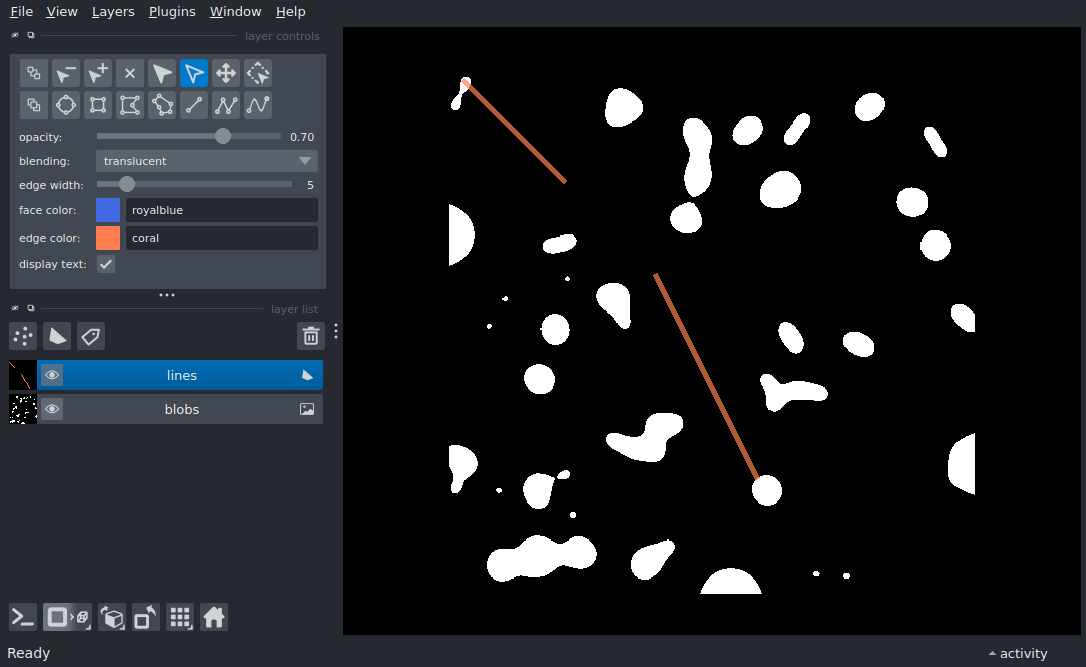 File View Layers Plugins Window Help
layer controls
opacity: 0.70
blending: translucent
edge width: 5
face color: royalblue
edge color: coral
display text:
layer list
lines
blobs
Ready
activity